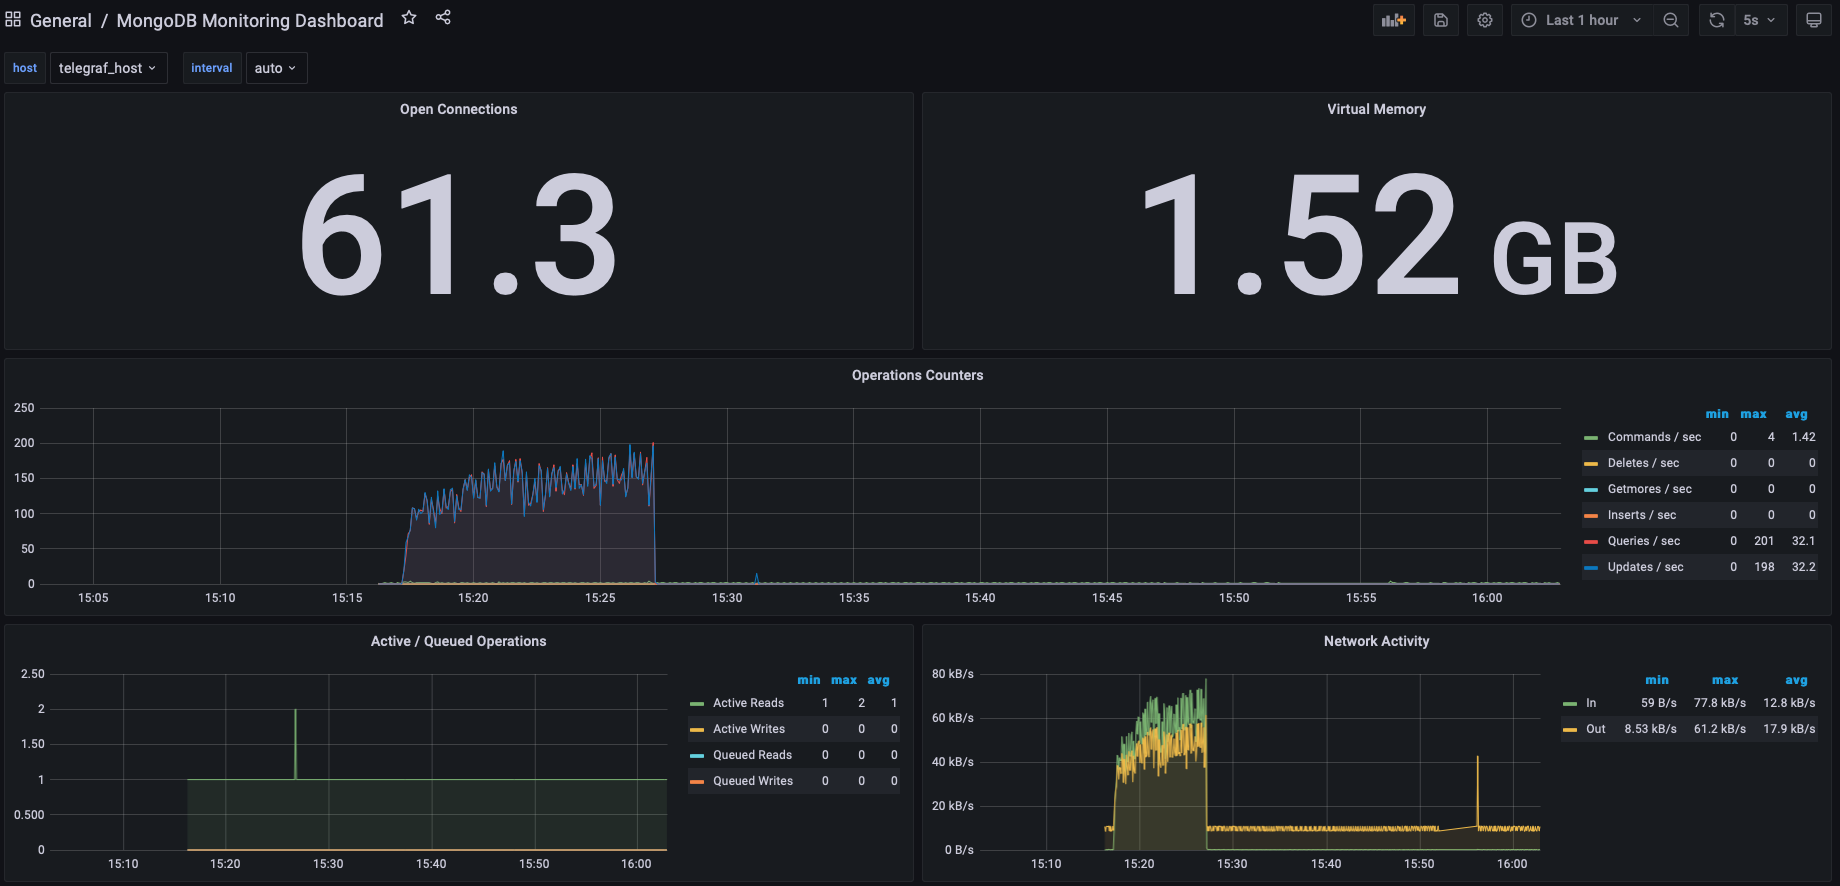 General / MongoDB Monitoring Dashboard
Last 1 hour
5s
host telegraf_host interval auto
Open Connections
61.3
Virtual Memory
1.52 GB
Operations Counters
250
200
150
100
50
0
15:05 15:10 15:15 15:20 15:25 15:30 15:35 15:40 15:45 15:50 15:55 16:00
min max avg
Commands / sec 0 4 1.42
Deletes / sec 0 0 0
Getmores / sec 0 0 0
Inserts / sec 0 0 0
Queries / sec 0 201 32.1
Updates / sec 0 198 32.2
Active / Queued Operations
2.50
2
1.50
1
0.500
0
15:10 15:20 15:30 15:40 15:50 16:00
min max avg
Active Reads 1 2 1
Active Writes 0 0 0
Queued Reads 0 0 0
Queued Writes 0 0 0
Network Activity
80 kB/s
60 kB/s
40 kB/s
20 kB/s
0 B/s
15:10 15:20 15:30 15:40 15:50 16:00
min max avg
In 59 B/s 77.8 kB/s 12.8 kB/s
Out 8.53 kB/s 61.2 kB/s 17.9 kB/s